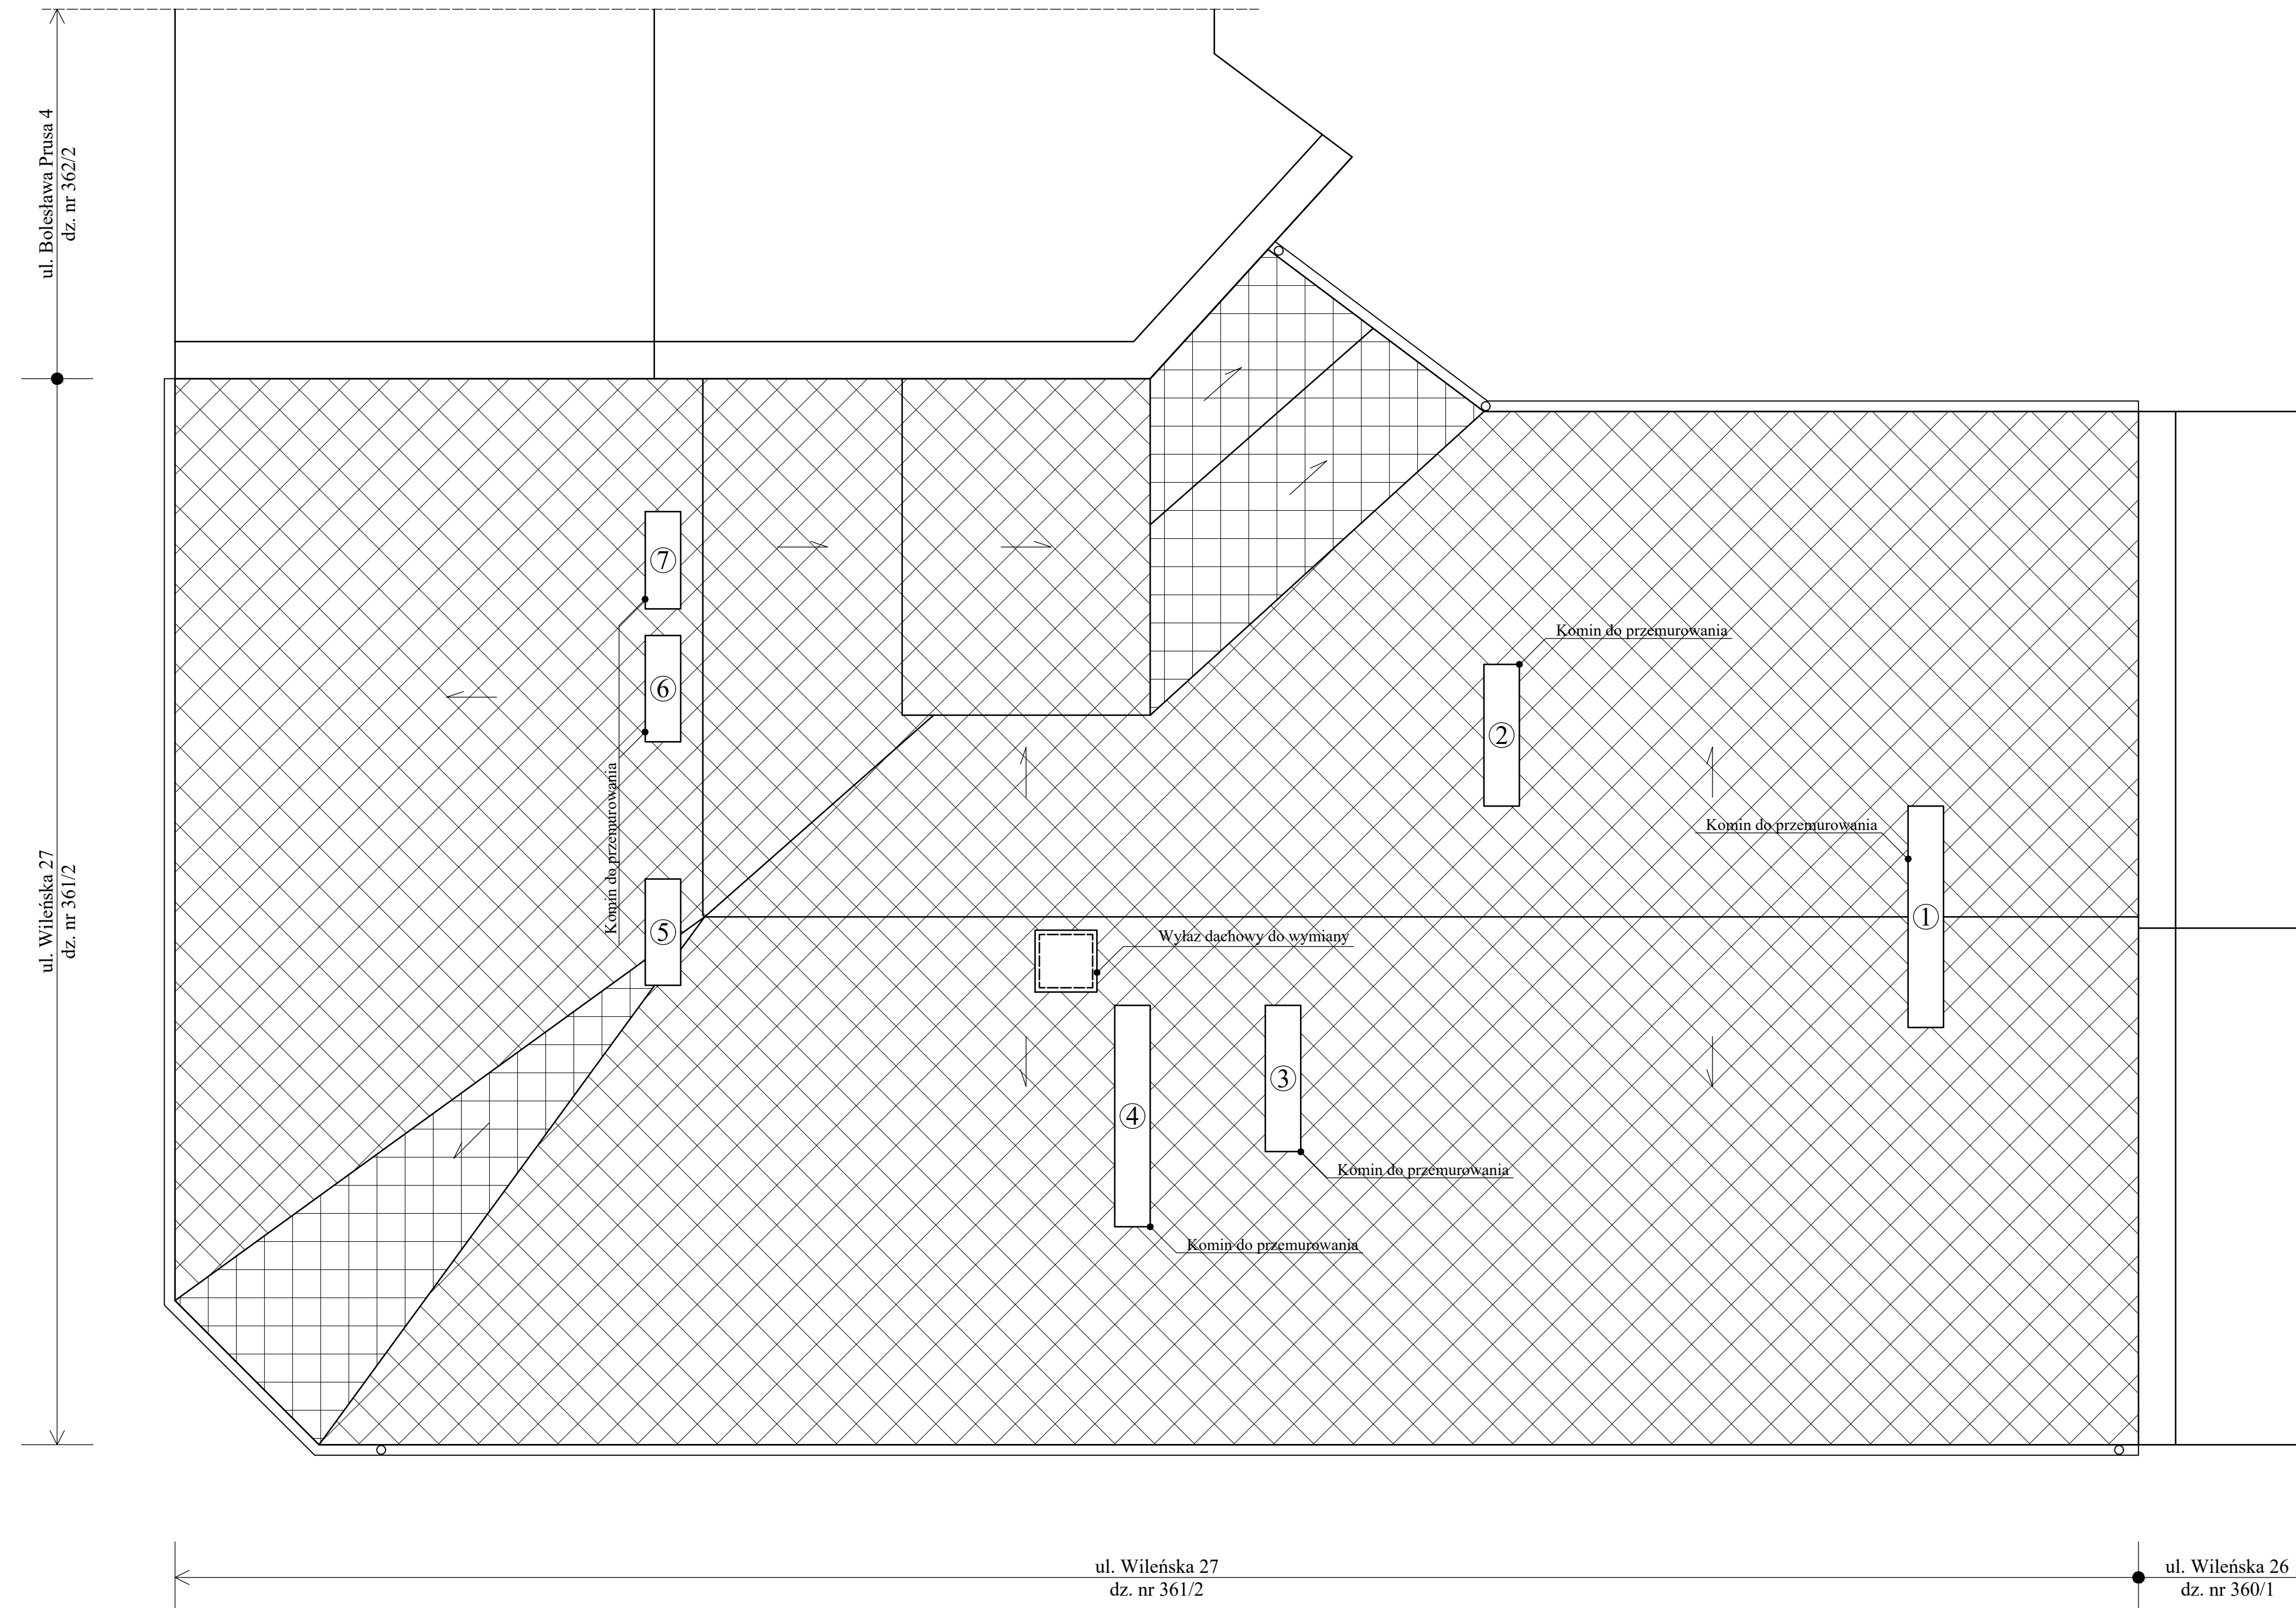 ul. Bolesława Prusa 4
dz. nr 362/2
⑦
Komin do przemurowania
②
⑥
Komin do przemurowania
Komin do przemurowania
①
⑤
Wyłaz dachowy do wymiany
ul. Wileńska 27
dz. nr 361/2
③
④
Komin do przemurowania
Komin do przemurowania
ul. Wileńska 27
dz. nr 361/2
ul. Wileńska 26
dz. nr 360/1